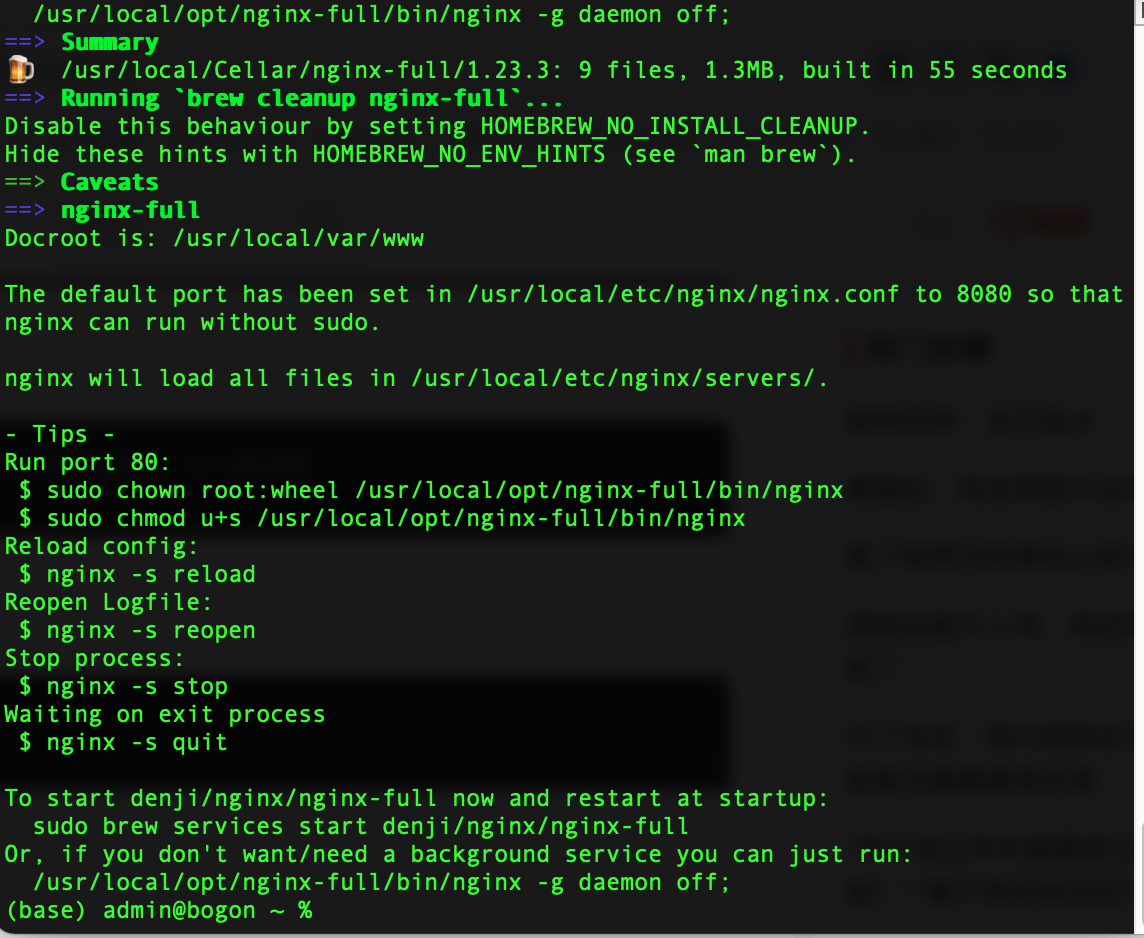 /usr/local/opt/nginx-full/bin/nginx -g daemon off;
==> Summary
🍺 /usr/local/Cellar/nginx-full/1.23.3: 9 files, 1.3MB, built in 55 seconds
==> Running `brew cleanup nginx-full`...
Disable this behaviour by setting HOMEBREW_NO_INSTALL_CLEANUP.
Hide these hints with HOMEBREW_NO_ENV_HINTS (see `man brew`).
==> Caveats
==> nginx-full
Docroot is: /usr/local/var/www

The default port has been set in /usr/local/etc/nginx/nginx.conf to 8080 so that
nginx can run without sudo.

nginx will load all files in /usr/local/etc/nginx/servers/.

- Tips -
Run port 80:
 $ sudo chown root:wheel /usr/local/opt/nginx-full/bin/nginx
 $ sudo chmod u+s /usr/local/opt/nginx-full/bin/nginx
Reload config:
 $ nginx -s reload
Reopen Logfile:
 $ nginx -s reopen
Stop process:
 $ nginx -s stop
Waiting on exit process
 $ nginx -s quit

To start denji/nginx/nginx-full now and restart at startup:
  sudo brew services start denji/nginx/nginx-full
Or, if you don't want/need a background service you can just run:
  /usr/local/opt/nginx-full/bin/nginx -g daemon off;
(base) admin@bogon ~ %